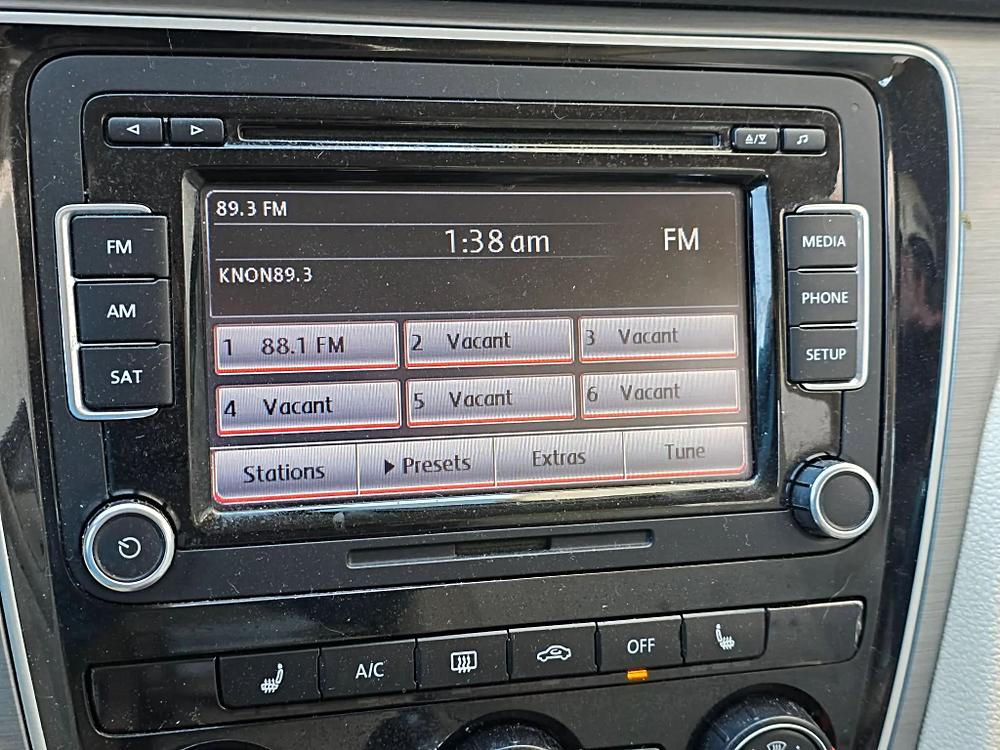 89.3 FM
1:38 am FM
KNON89.3
1 88.1 FM 2 Vacant 3 Vacant
4 Vacant 5 Vacant 6 Vacant
Stations Presets Extras Tune
FM
AM
SAT
MEDIA
PHONE
SETUP
A/C
OFF